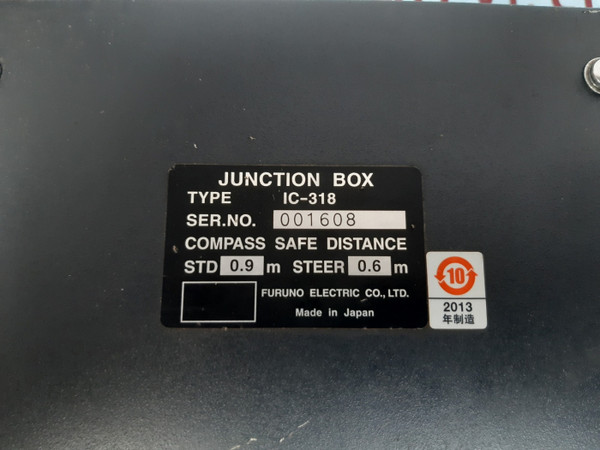 JUNCTION BOX
TYPE IC-318
SER.NO. 001608
COMPASS SAFE DISTANCE
STD 0.9 m STEER 0.6 m
FURUNO ELECTRIC CO., LTD.
Made in Japan
10
2013
年制造